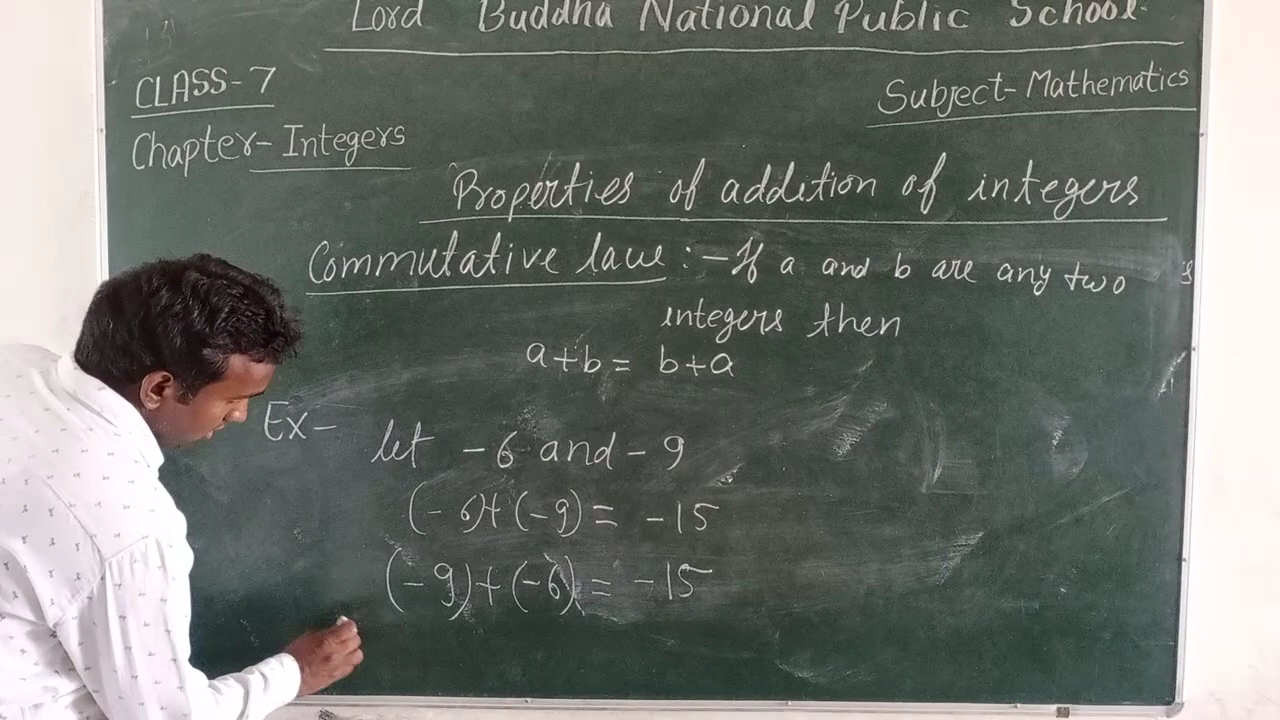 Lord Buddha National Public School
CLASS-7
Subject-Mathematics
Chapter-Integers
Properties of addition of integers
Commutative law:-If a and b are any two
integers then
a+b = b+a
Ex- let -6 and -9
(-6)+(-9) = -15
(-9)+(-6) = -15